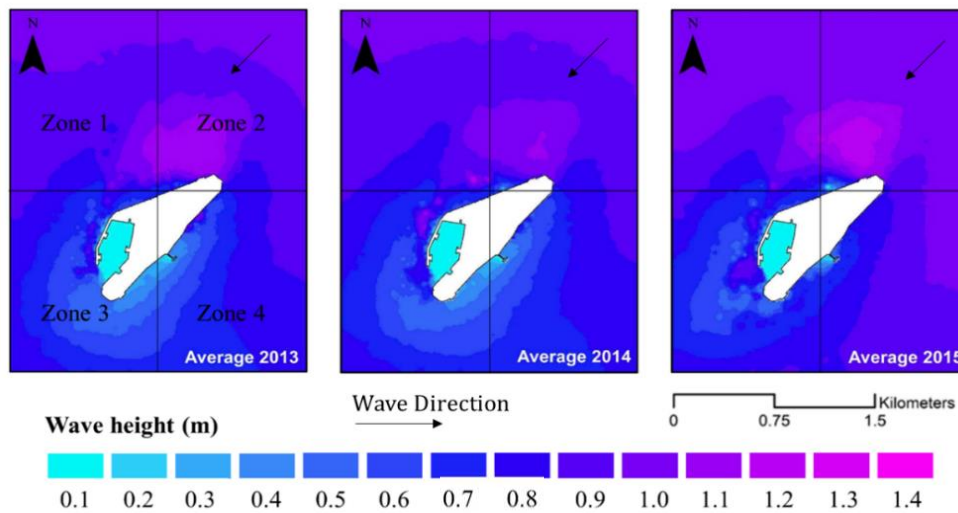 N
N
N
Zone 1
Zone 2
Zone 3
Zone 4
Average 2013
Average 2014
Average 2015
Wave Direction
Kilometers
0 0.75 1.5
Wave height (m)
0.1 0.2 0.3 0.4 0.5 0.6 0.7 0.8 0.9 1.0 1.1 1.2 1.3 1.4